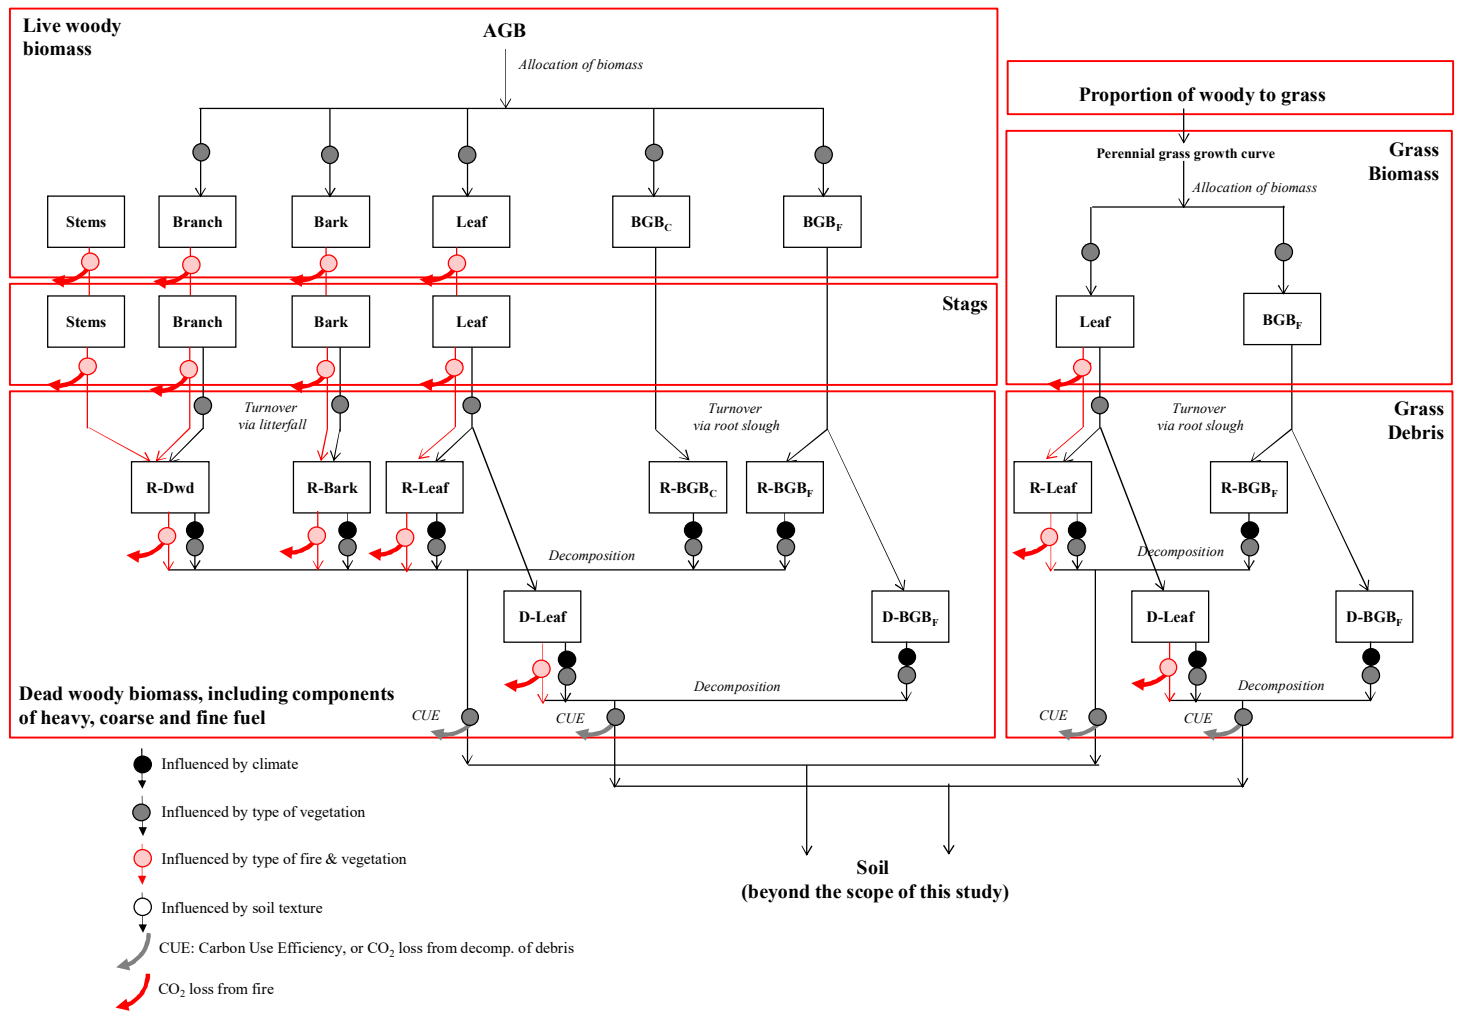 Live woody
biomass
AGB
Allocation of biomass
Proportion of woody to grass
Perennial grass growth curve
Grass
Biomass
Allocation of biomass
Stems
Branch
Bark
Leaf
BGBC
BGBF
Stags
Stems
Branch
Bark
Leaf
Leaf
BGBF
Turnover
via litterfall
Turnover
via root slough
Turnover
via root slough
Grass
Debris
R-Dwd
R-Bark
R-Leaf
R-BGBC
R-BGBF
R-Leaf
R-BGBF
Decomposition
Decomposition
D-Leaf
D-BGBF
D-Leaf
D-BGBF
Decomposition
Decomposition
Dead woody biomass, including components
of heavy, coarse and fine fuel
CUE
CUE
CUE
CUE
Influenced by climate
Influenced by type of vegetation
Influenced by type of fire & vegetation
Influenced by soil texture
CUE: Carbon Use Efficiency, or CO2 loss from decomp. of debris
CO2 loss from fire
Soil
(beyond the scope of this study)